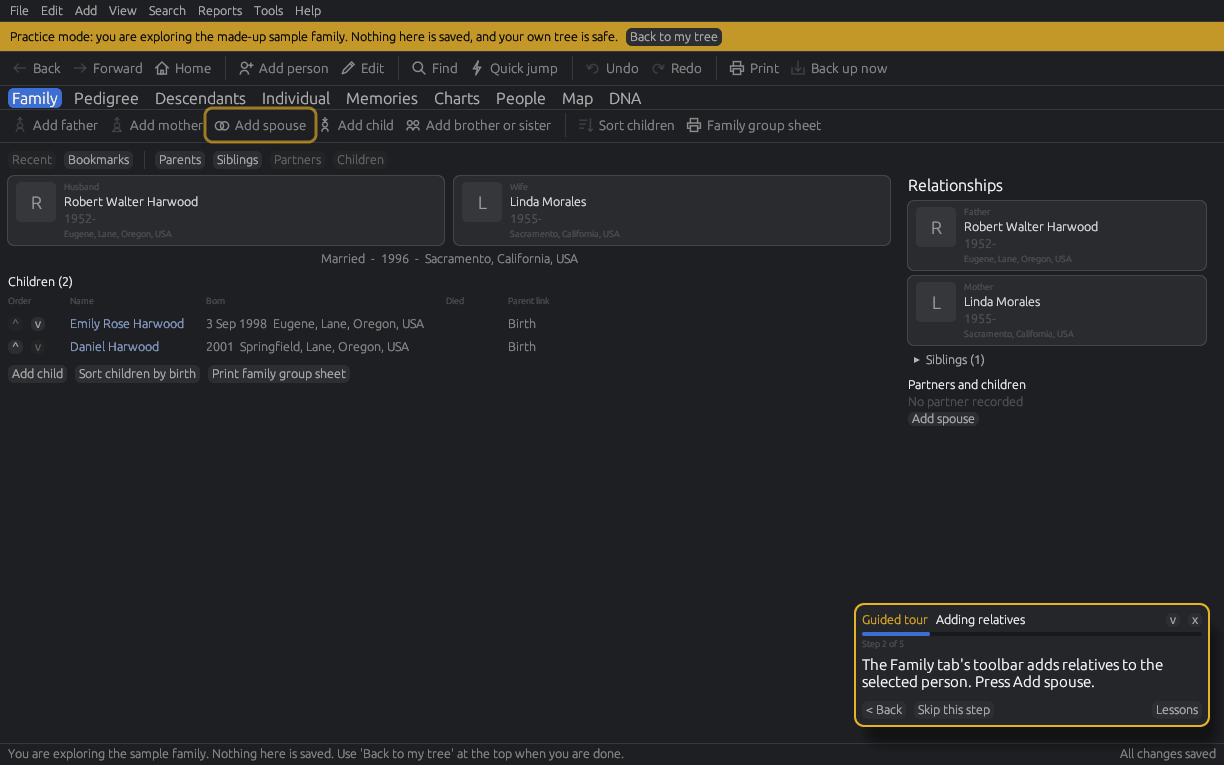 File Edit Add View Search Reports Tools Help
Practice mode: you are exploring the made-up sample family. Nothing here is saved, and your own tree is safe. Back to my tree
Back Forward Home Add person Edit Find Quick jump Undo Redo Print Back up now
Family Pedigree Descendants Individual Memories Charts People Map DNA
Add father Add mother Add spouse Add child Add brother or sister Sort children Family group sheet
Recent Bookmarks Parents Siblings Partners Children
Husband
Robert Walter Harwood
1952-
Eugene, Lane, Oregon, USA
Wife
Linda Morales
1955-
Sacramento, California, USA
Married - 1996 - Sacramento, California, USA
Children (2)
Order Name Born Died Parent link
^ v Emily Rose Harwood 3 Sep 1998 Eugene, Lane, Oregon, USA Birth
^ v Daniel Harwood 2001 Springfield, Lane, Oregon, USA Birth
Add child Sort children by birth Print family group sheet
Relationships
Father
Robert Walter Harwood
1952-
Eugene, Lane, Oregon, USA
Mother
Linda Morales
1955-
Sacramento, California, USA
Siblings (1)
Partners and children
No partner recorded
Add spouse
Guided tour Adding relatives v x
Step 2 of 5
The Family tab's toolbar adds relatives to the
selected person. Press Add spouse.
< Back Skip this step Lessons
You are exploring the sample family. Nothing here is saved. Use 'Back to my tree' at the top when you are done. All changes saved
R
L
R
L